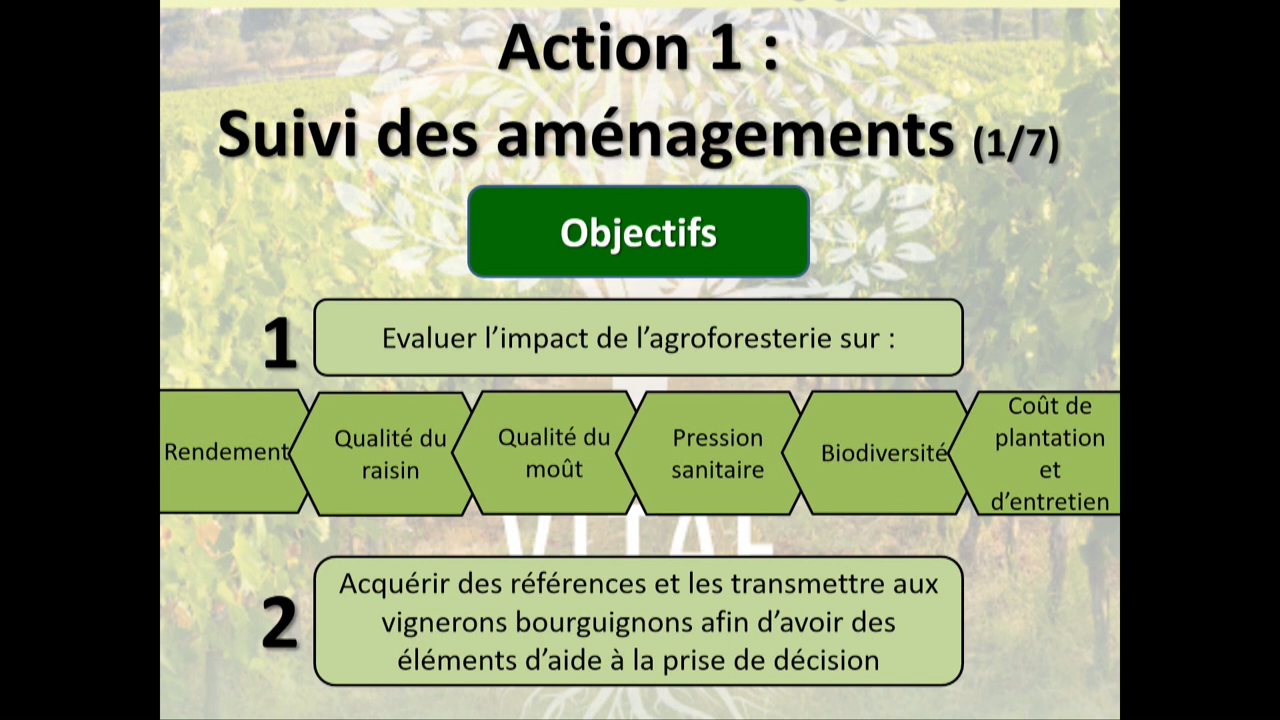 Action 1 :
Suivi des aménagements (1/7)
Objectifs
1
Evaluer l’impact de l’agroforesterie sur :
Rendement
Qualité du
raisin
Qualité du
moût
Pression
sanitaire
Biodiversité
Coût de
plantation
et
d’entretien
VITAE
2
Acquérir des références et les transmettre aux
vignerons bourguignons afin d’avoir des
éléments d’aide à la prise de décision